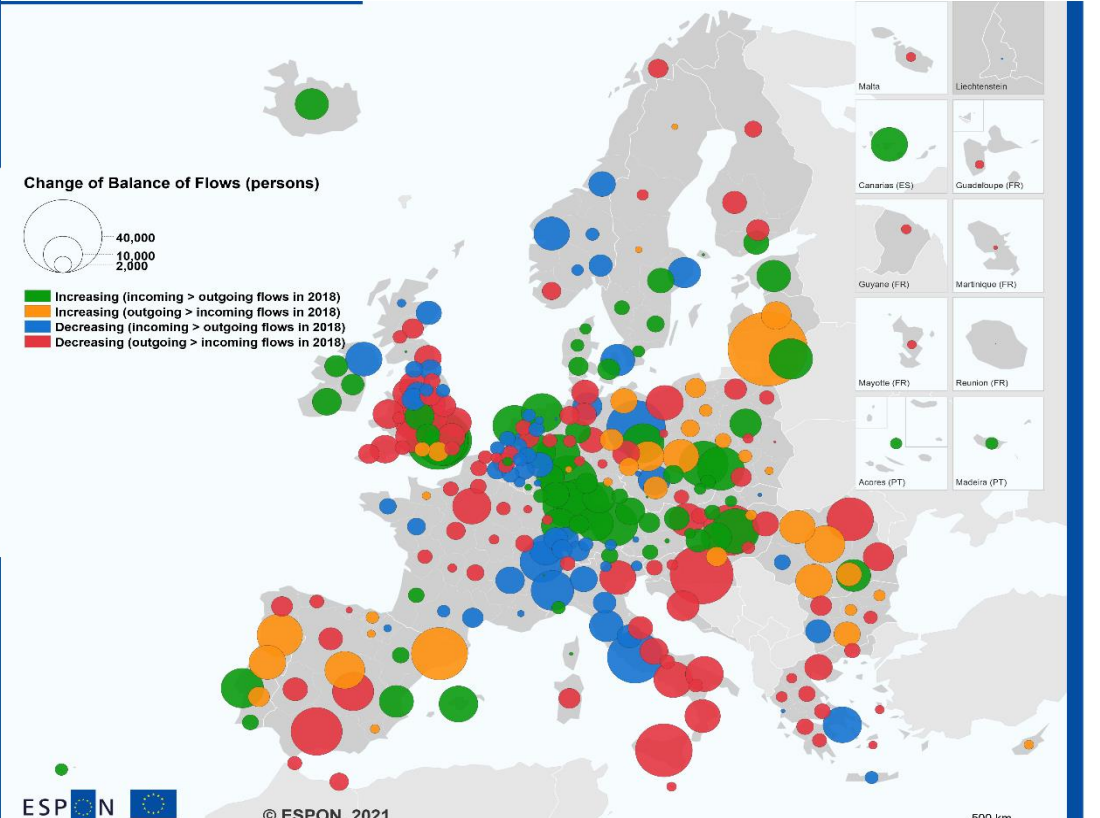 Malta
Liechtenstein
Canarias (ES)
Guadeloupe (FR)
Change of Balance of Flows (persons)
40,000
10,000
2,000
Guyane (FR)
Martinique (FR)
Increasing (incoming > outgoing flows in 2018)
Increasing (outgoing > incoming flows in 2018)
Decreasing (incoming > outgoing flows in 2018)
Decreasing (outgoing > incoming flows in 2018)
Mayotte (FR)
Reunion (FR)
Acores (PT)
Madeira (PT)
ESPON
© ESPON, 2021
500 km